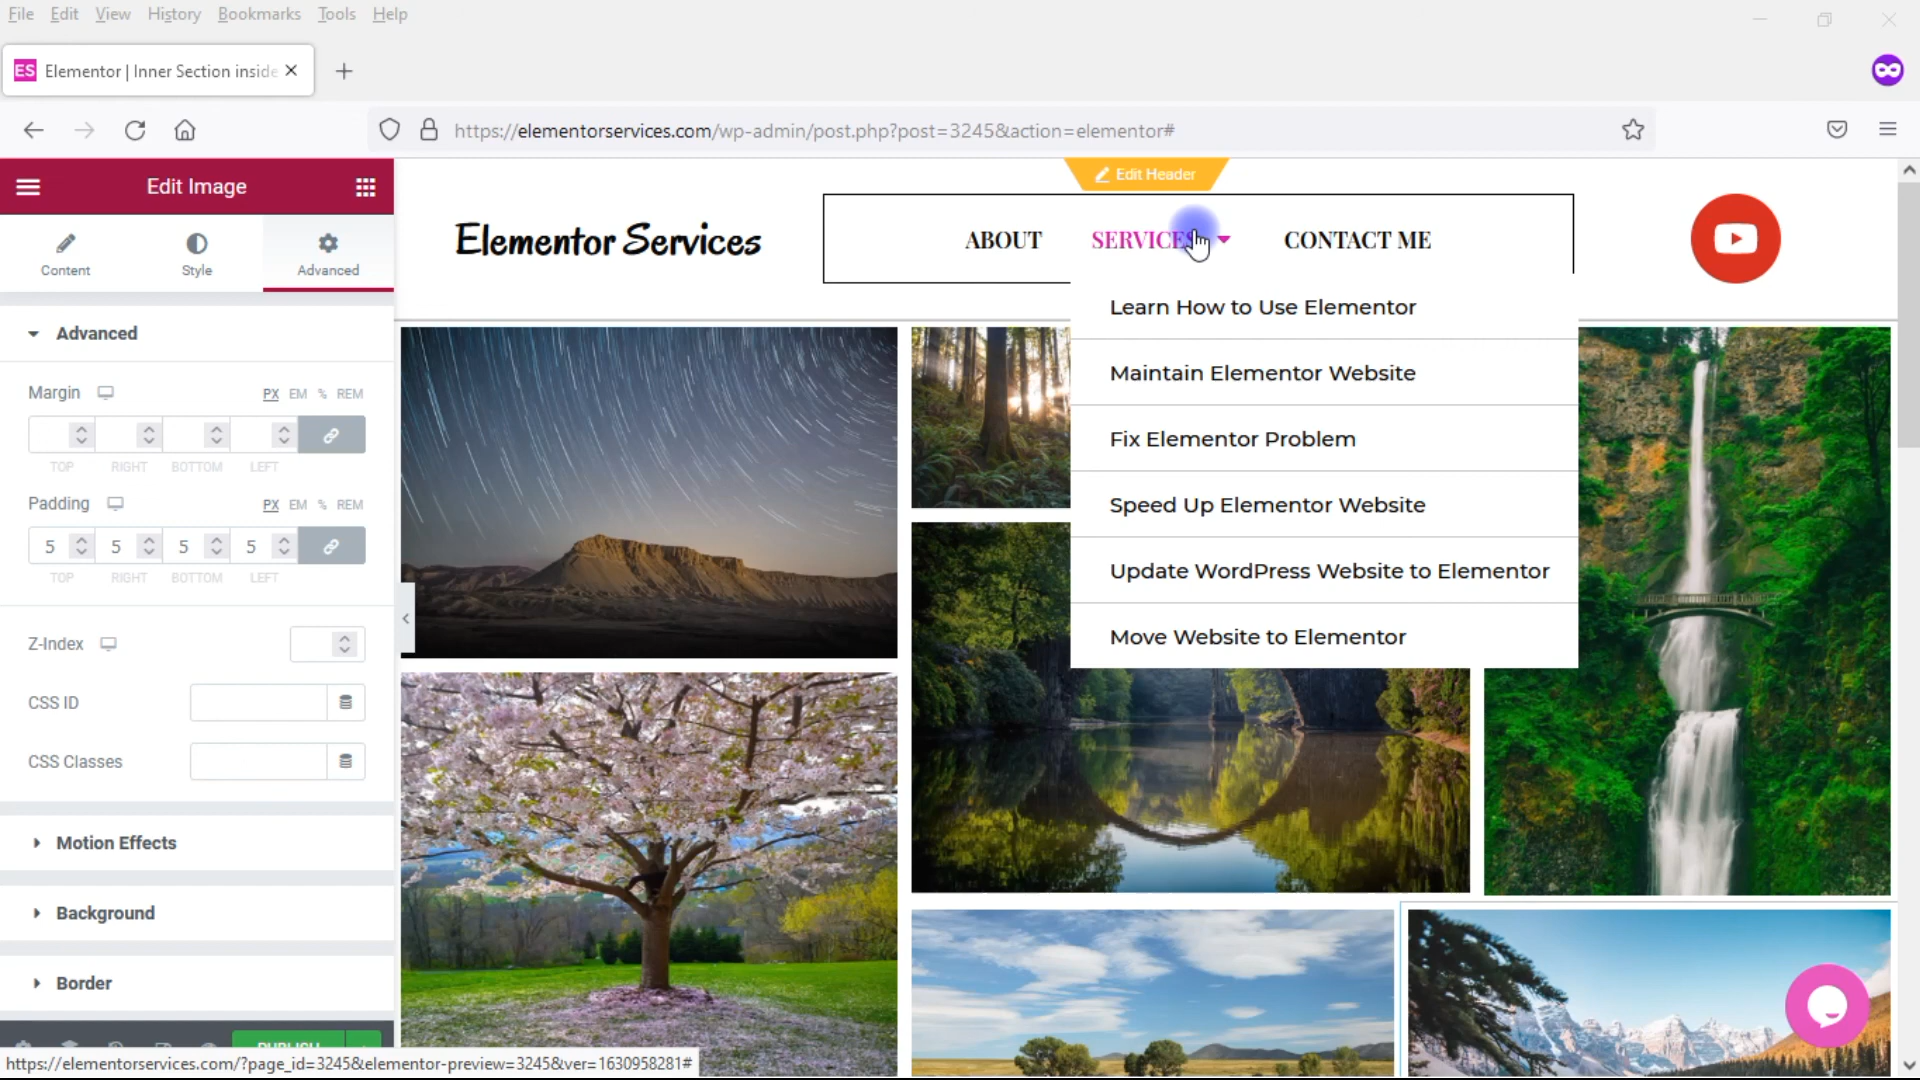 File Edit View History Bookmarks Tools Help
ES Elementor | Inner Section inside
https://elementorservices.com/wp-admin/post.php?post=3245&action=elementor#
Edit Image
Edit Header
Content Style Advanced
Elementor Services
ABOUT SERVICES CONTACT ME
Learn How to Use Elementor
Maintain Elementor Website
Fix Elementor Problem
Speed Up Elementor Website
Update WordPress Website to Elementor
Move Website to Elementor
Advanced
Margin PX EM % REM
TOP RIGHT BOTTOM LEFT
Padding PX EM % REM
5 5 5 5
TOP RIGHT BOTTOM LEFT
Z-Index
CSS ID
CSS Classes
Motion Effects
Background
Border
PUBLISH
https://elementorservices.com/?page_id=3245&elementor-preview=3245&ver=1630958281#